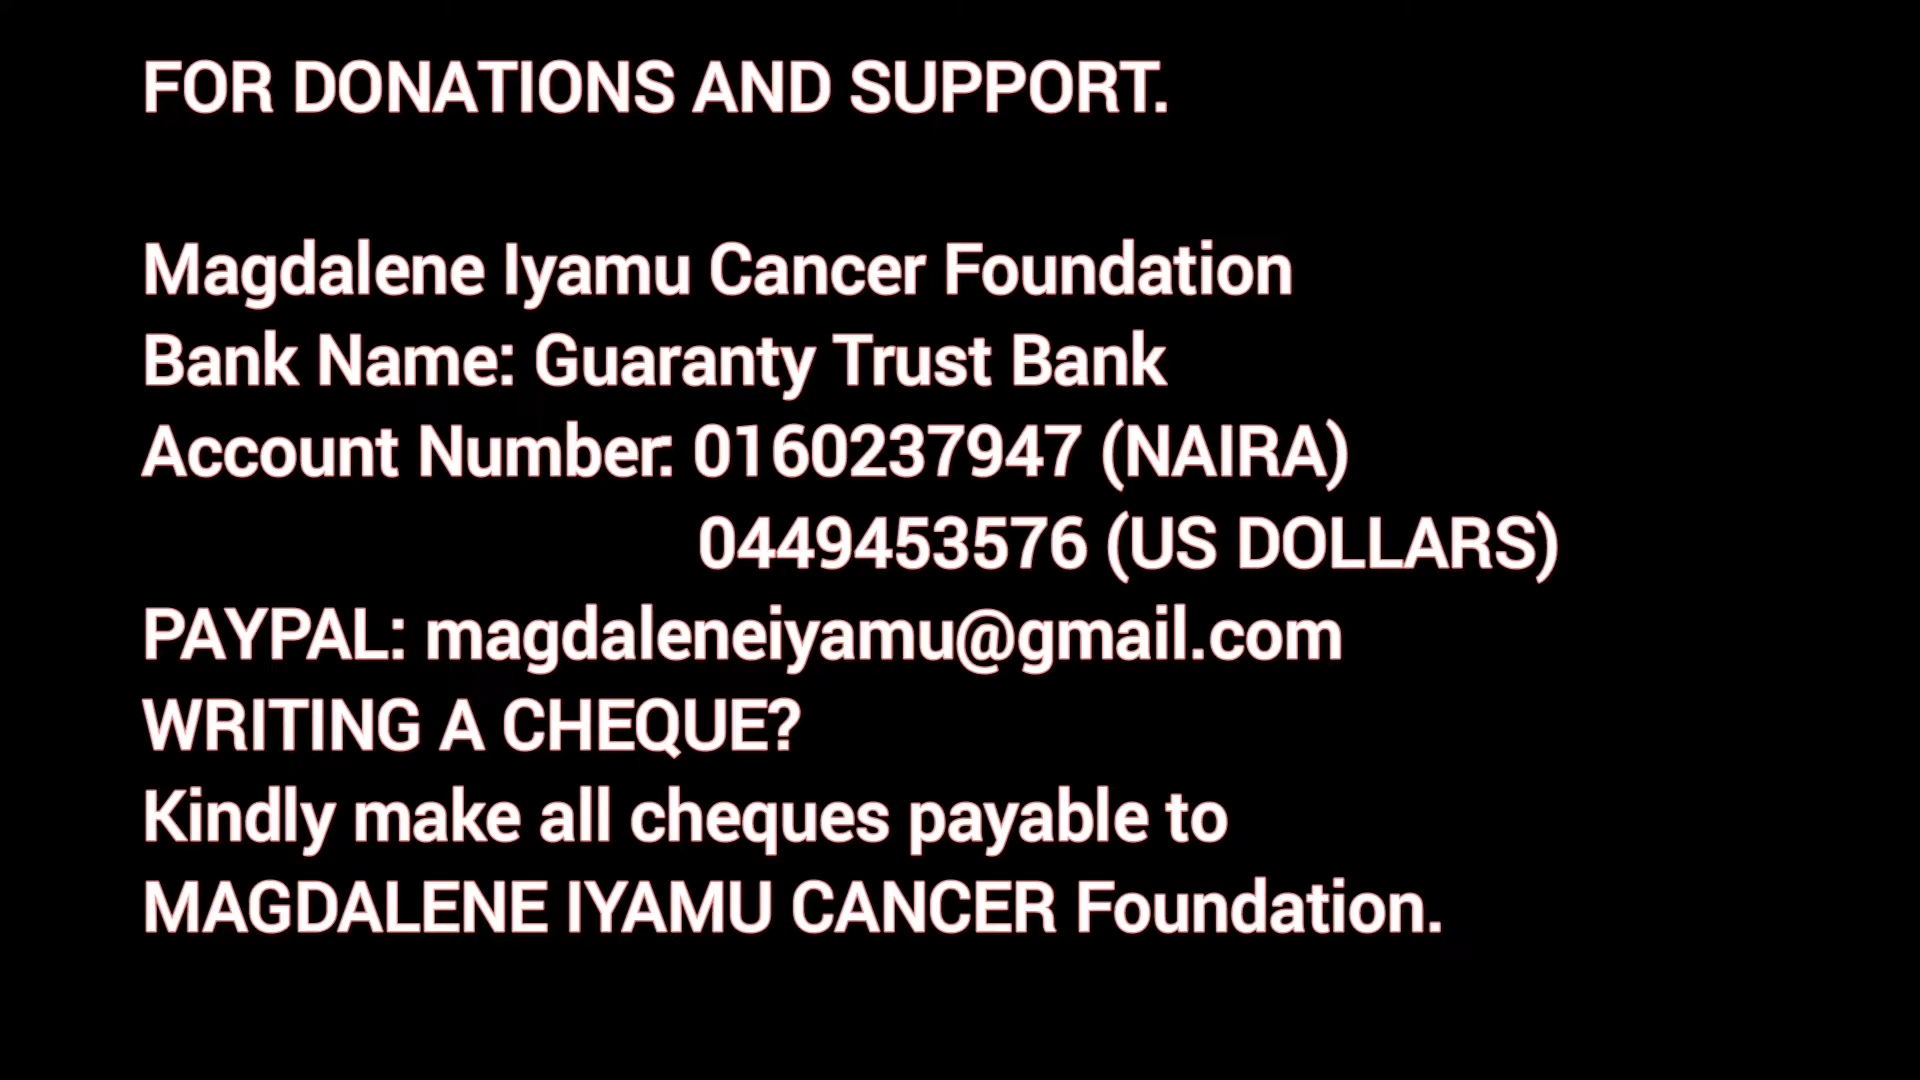 FOR DONATIONS AND SUPPORT.
Magdalene Iyamu Cancer Foundation
Bank Name: Guaranty Trust Bank
Account Number: 0160237947 (NAIRA)
0449453576 (US DOLLARS)
PAYPAL: magdaleneiyamu@gmail.com
WRITING A CHEQUE?
Kindly make all cheques payable to
MAGDALENE IYAMU CANCER Foundation.